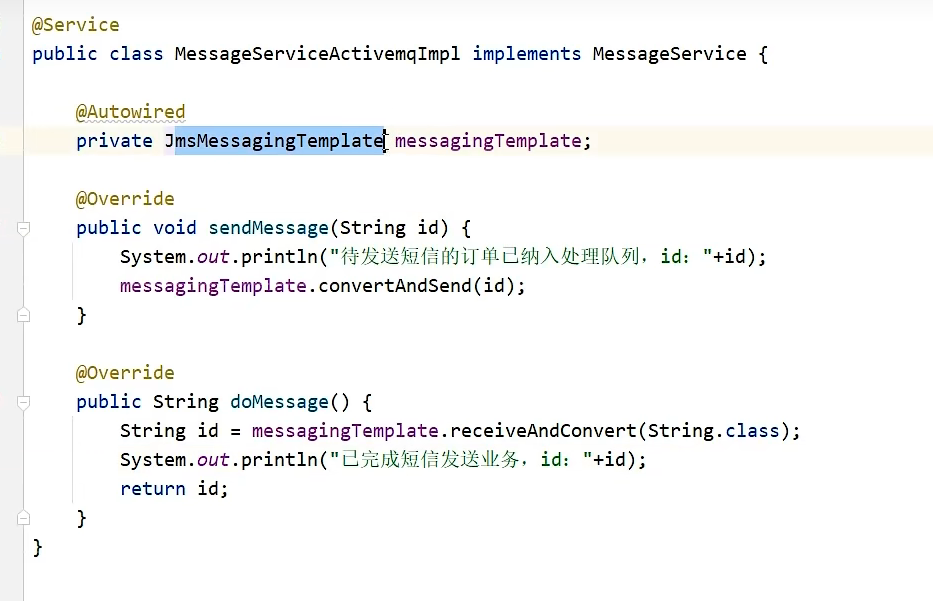 @Service
public class MessageServiceActivemqImpl implements MessageService {
@Autowired
private JmsMessagingTemplate messagingTemplate;
@Override
public void sendMessage(String id) {
System.out.println("待发送短信的订单已纳入处理队列，id："+id);
messagingTemplate.convertAndSend(id);
}
@Override
public String doMessage() {
String id = messagingTemplate.receiveAndConvert(String.class);
System.out.println("已完成短信发送业务，id："+id);
return id;
}
}